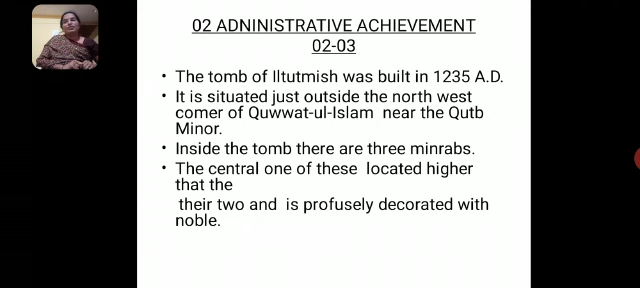 02 ADNINISTRATIVE ACHIEVEMENT
02-03
• The tomb of Iltutmish was built in 1235 A.D.
• It is situated just outside the north west
comer of Quwwat-ul-Islam near the Qutb
Minor.
• Inside the tomb there are three minrabs.
• The central one of these located higher
that the
their two and is profusely decorated with
noble.